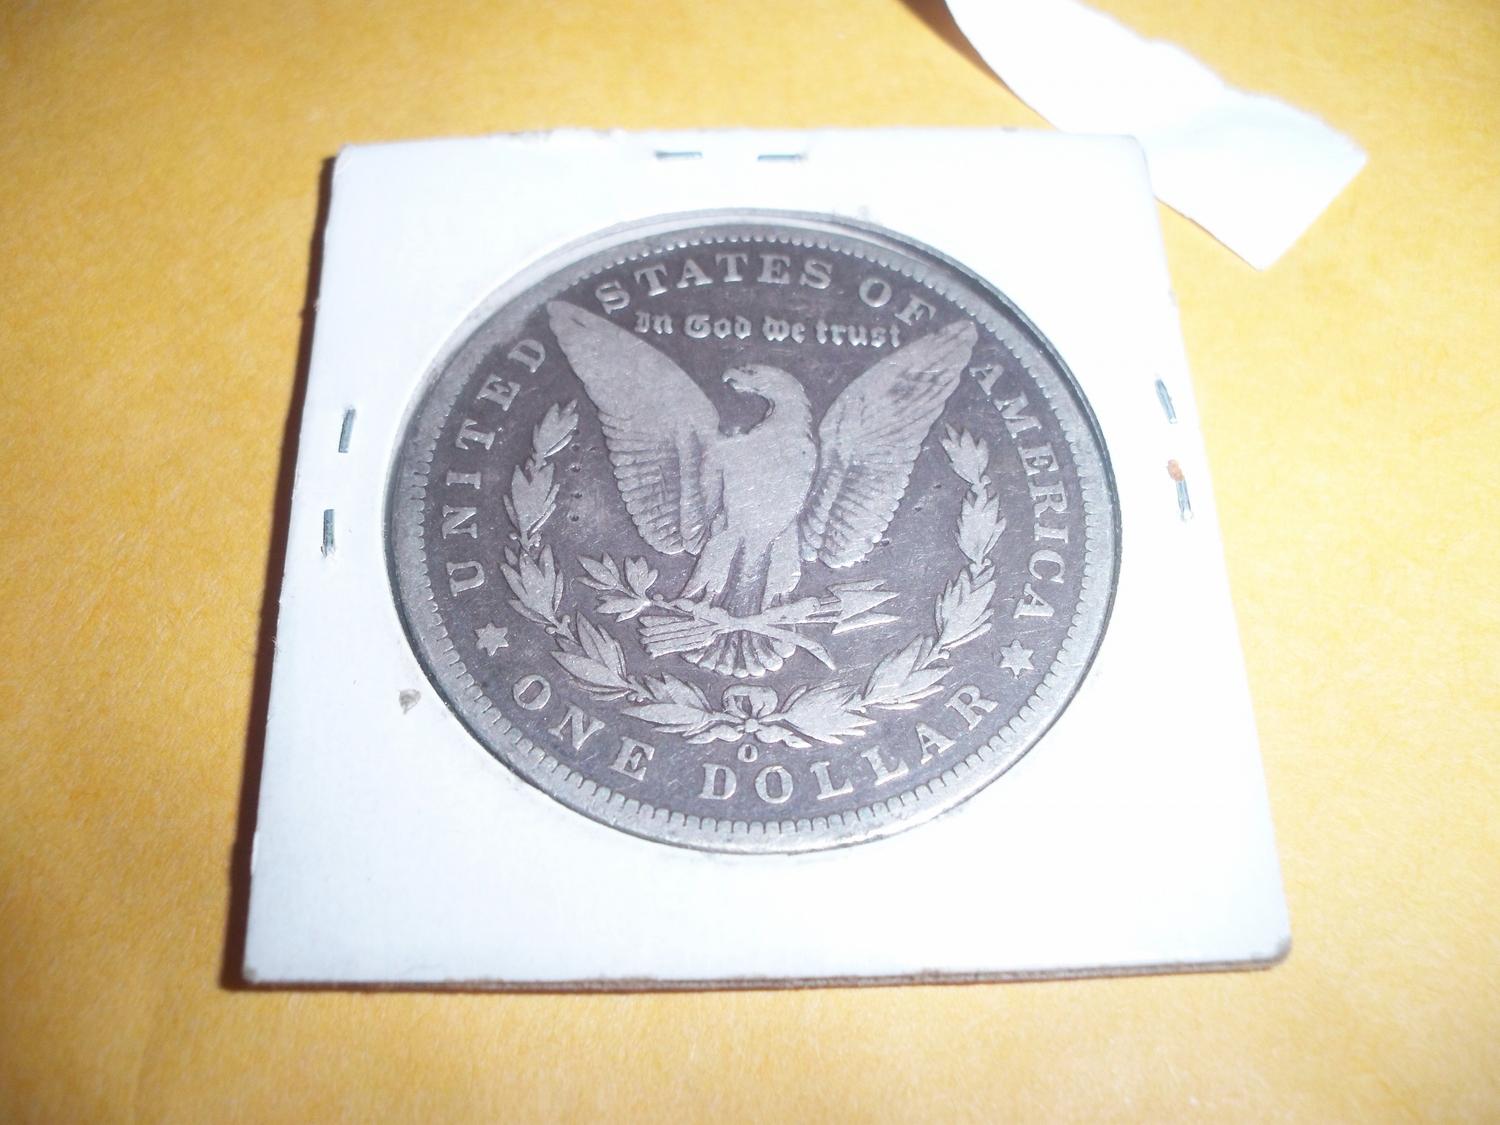 UNITED STATES OF AMERICA
In God we trust
O
ONE DOLLAR